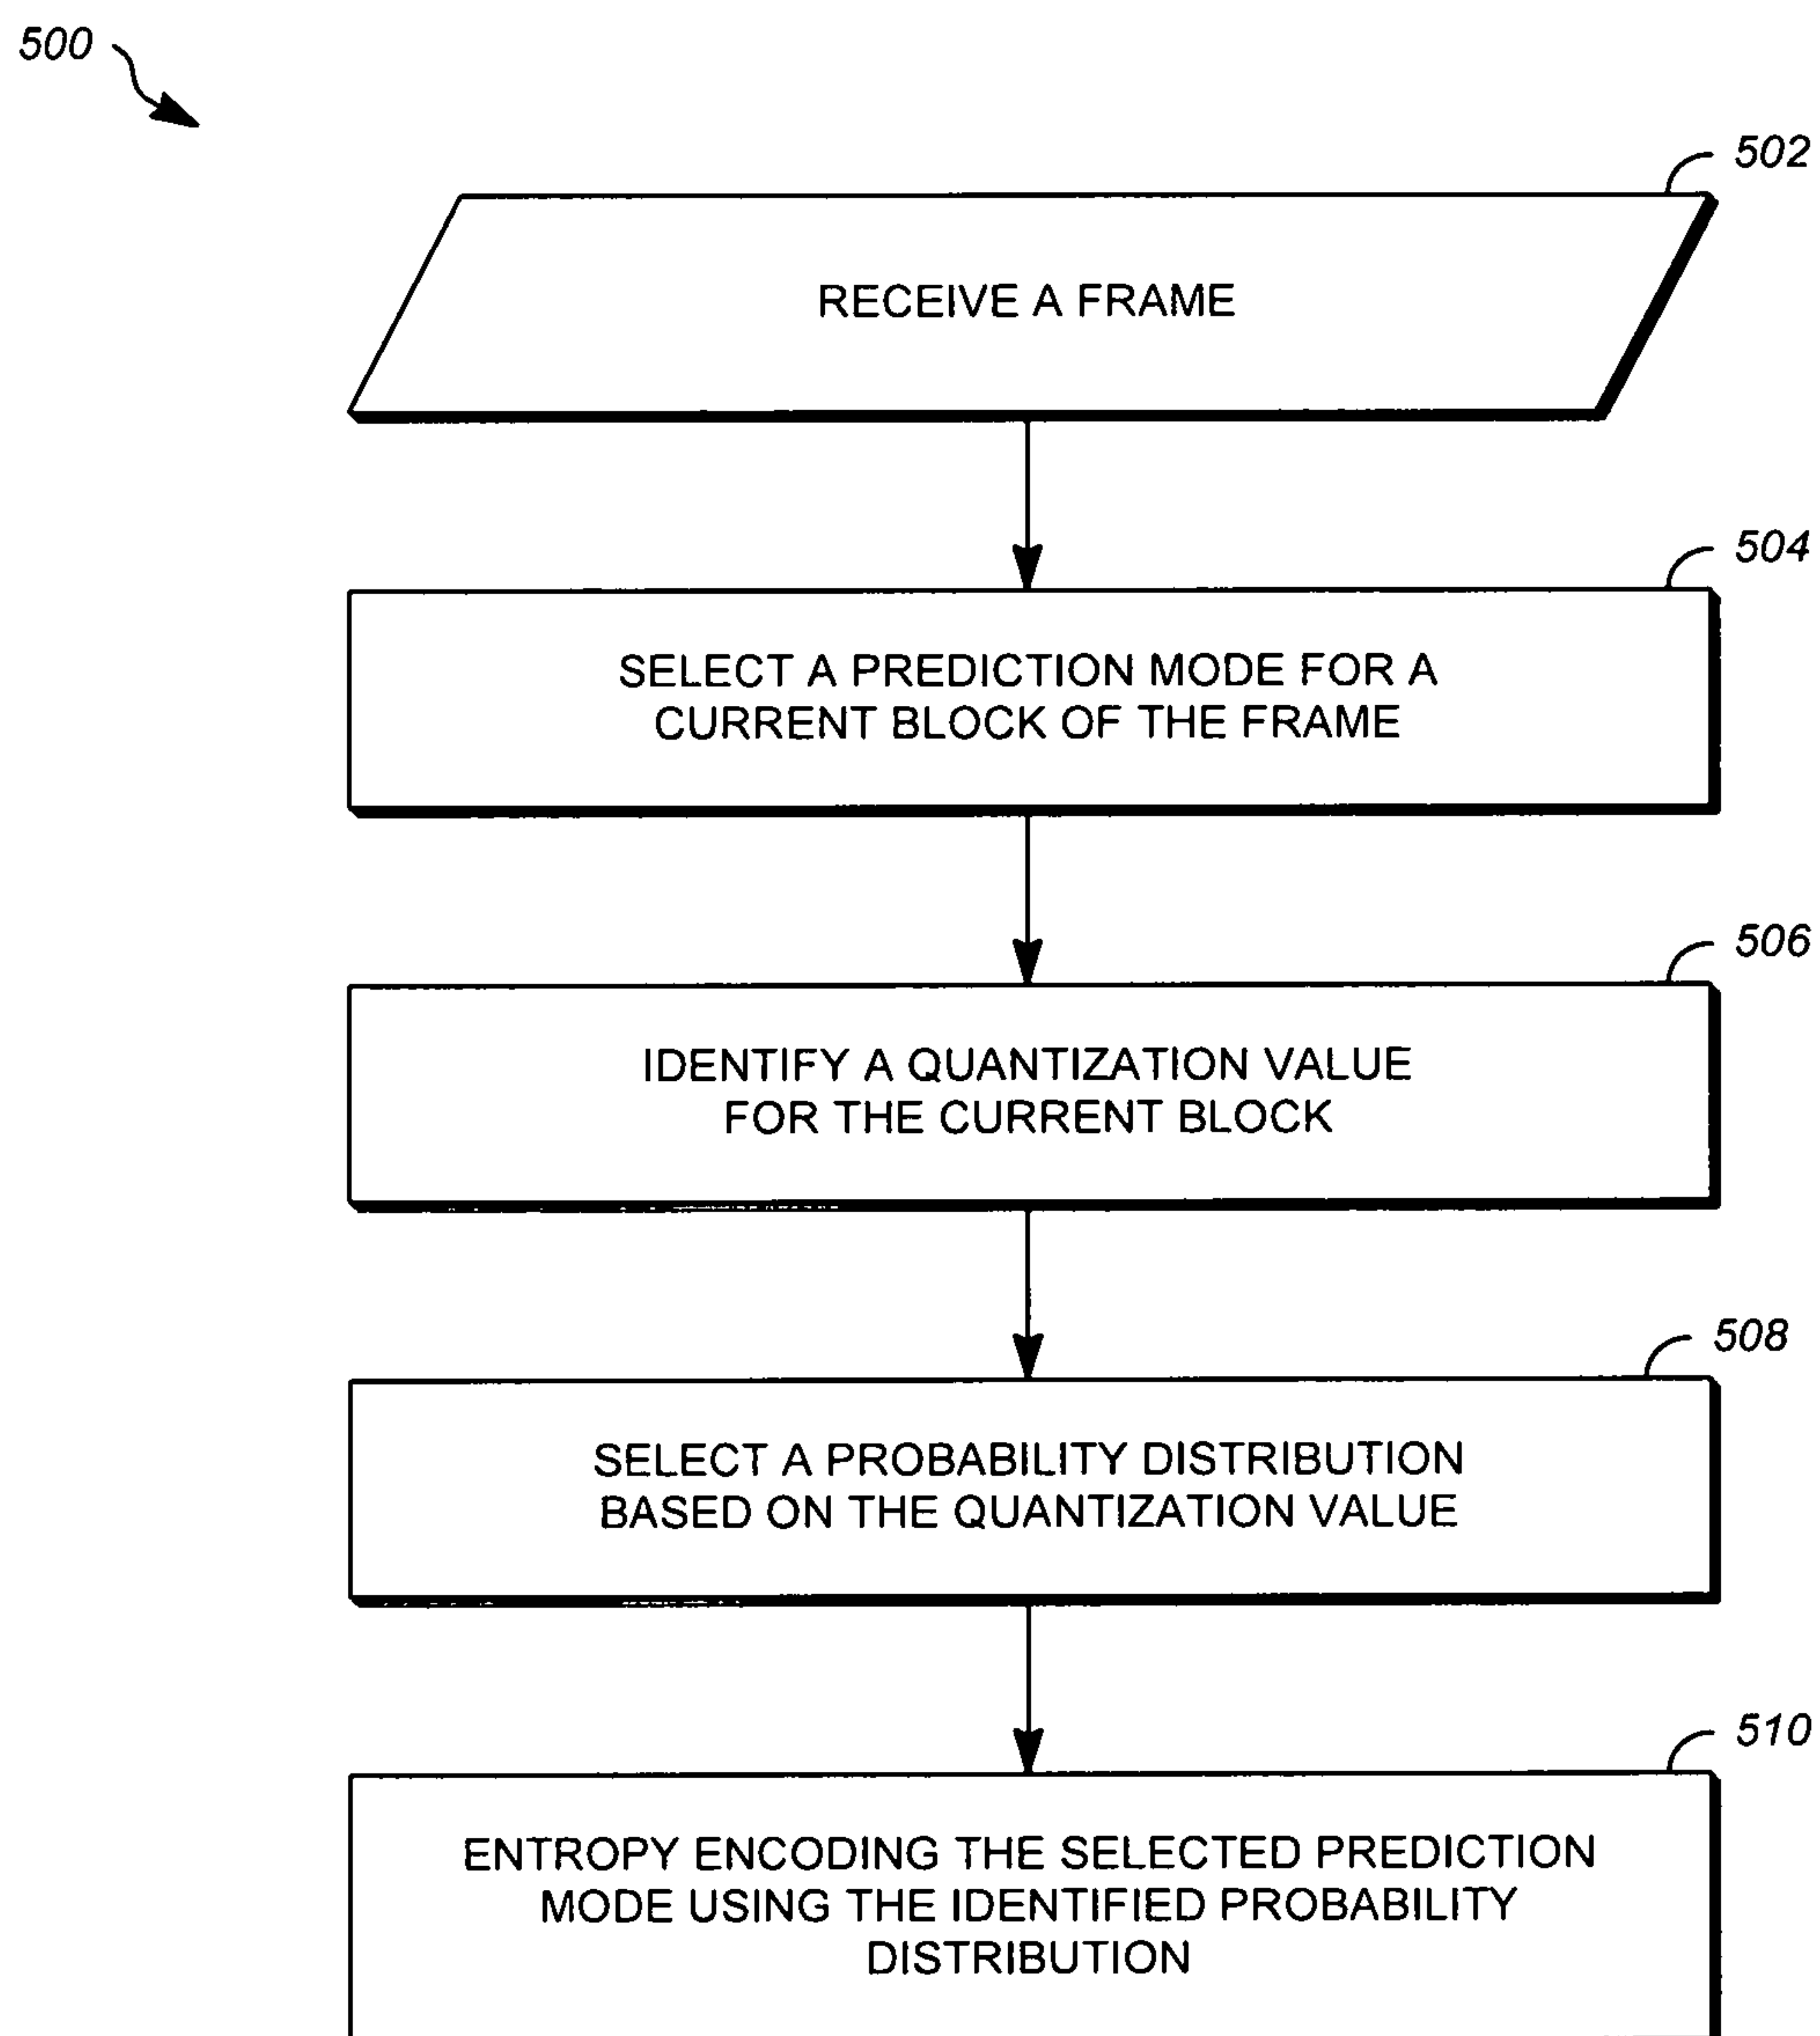 500
502
RECEIVE A FRAME
504
SELECT A PREDICTION MODE FOR A
CURRENT BLOCK OF THE FRAME
506
IDENTIFY A QUANTIZATION VALUE
FOR THE CURRENT BLOCK
508
SELECT A PROBABILITY DISTRIBUTION
BASED ON THE QUANTIZATION VALUE
510
ENTROPY ENCODING THE SELECTED PREDICTION
MODE USING THE IDENTIFIED PROBABILITY
DISTRIBUTION